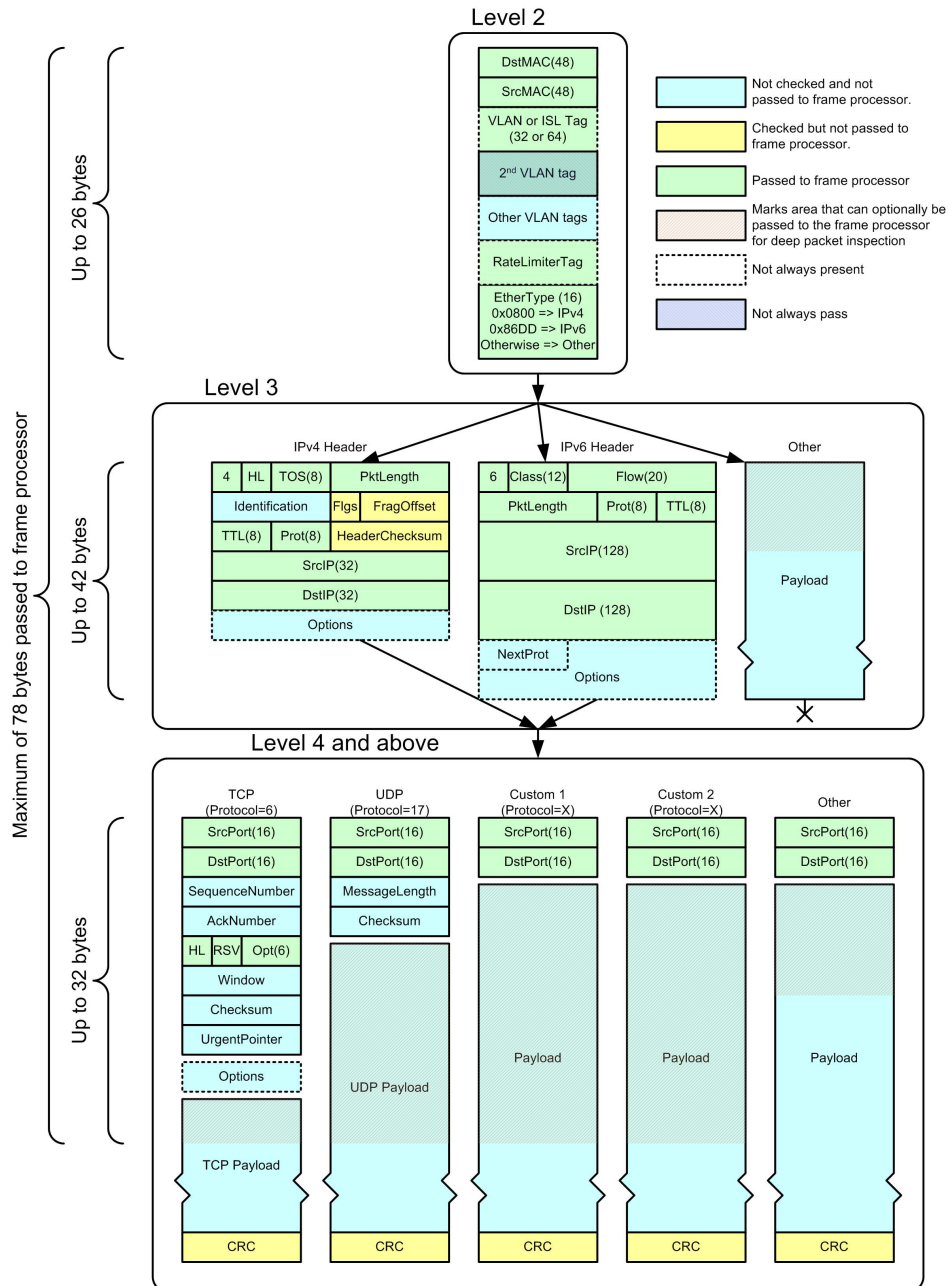 Level 2
DstMAC(48)
SrcMAC(48)
VLAN or ISL Tag
(32 or 64)
2nd VLAN tag
Other VLAN tags
RateLimiterTag
EtherType (16)
0x0800 => IPv4
0x86DD => IPv6
Otherwise => Other
Not checked and not
passed to frame processor.
Checked but not passed to
frame processor.
Passed to frame processor
Marks area that can optionally be
passed to the frame processor
for deep packet inspection
Not always present
Not always pass
Maximum of 78 bytes passed to frame processor
Up to 26 bytes
Level 3
Up to 42 bytes
IPv4 Header
4 HL TOS(8) PktLength
Identification Flgs FragOffset
TTL(8) Prot(8) HeaderChecksum
SrcIP(32)
DstIP(32)
Options
IPv6 Header
6 Class(12) Flow(20)
PktLength Prot(8) TTL(8)
SrcIP(128)
DstIP (128)
NextProt
Options
Other
Payload
Level 4 and above
Up to 32 bytes
TCP
(Protocol=6)
SrcPort(16)
DstPort(16)
SequenceNumber
AckNumber
HL RSV Opt(6)
Window
Checksum
UrgentPointer
Options
TCP Payload
CRC
UDP
(Protocol=17)
SrcPort(16)
DstPort(16)
MessageLength
Checksum
UDP Payload
CRC
Custom 1
(Protocol=X)
SrcPort(16)
DstPort(16)
Payload
CRC
Custom 2
(Protocol=X)
SrcPort(16)
DstPort(16)
Payload
CRC
Other
SrcPort(16)
DstPort(16)
Payload
CRC